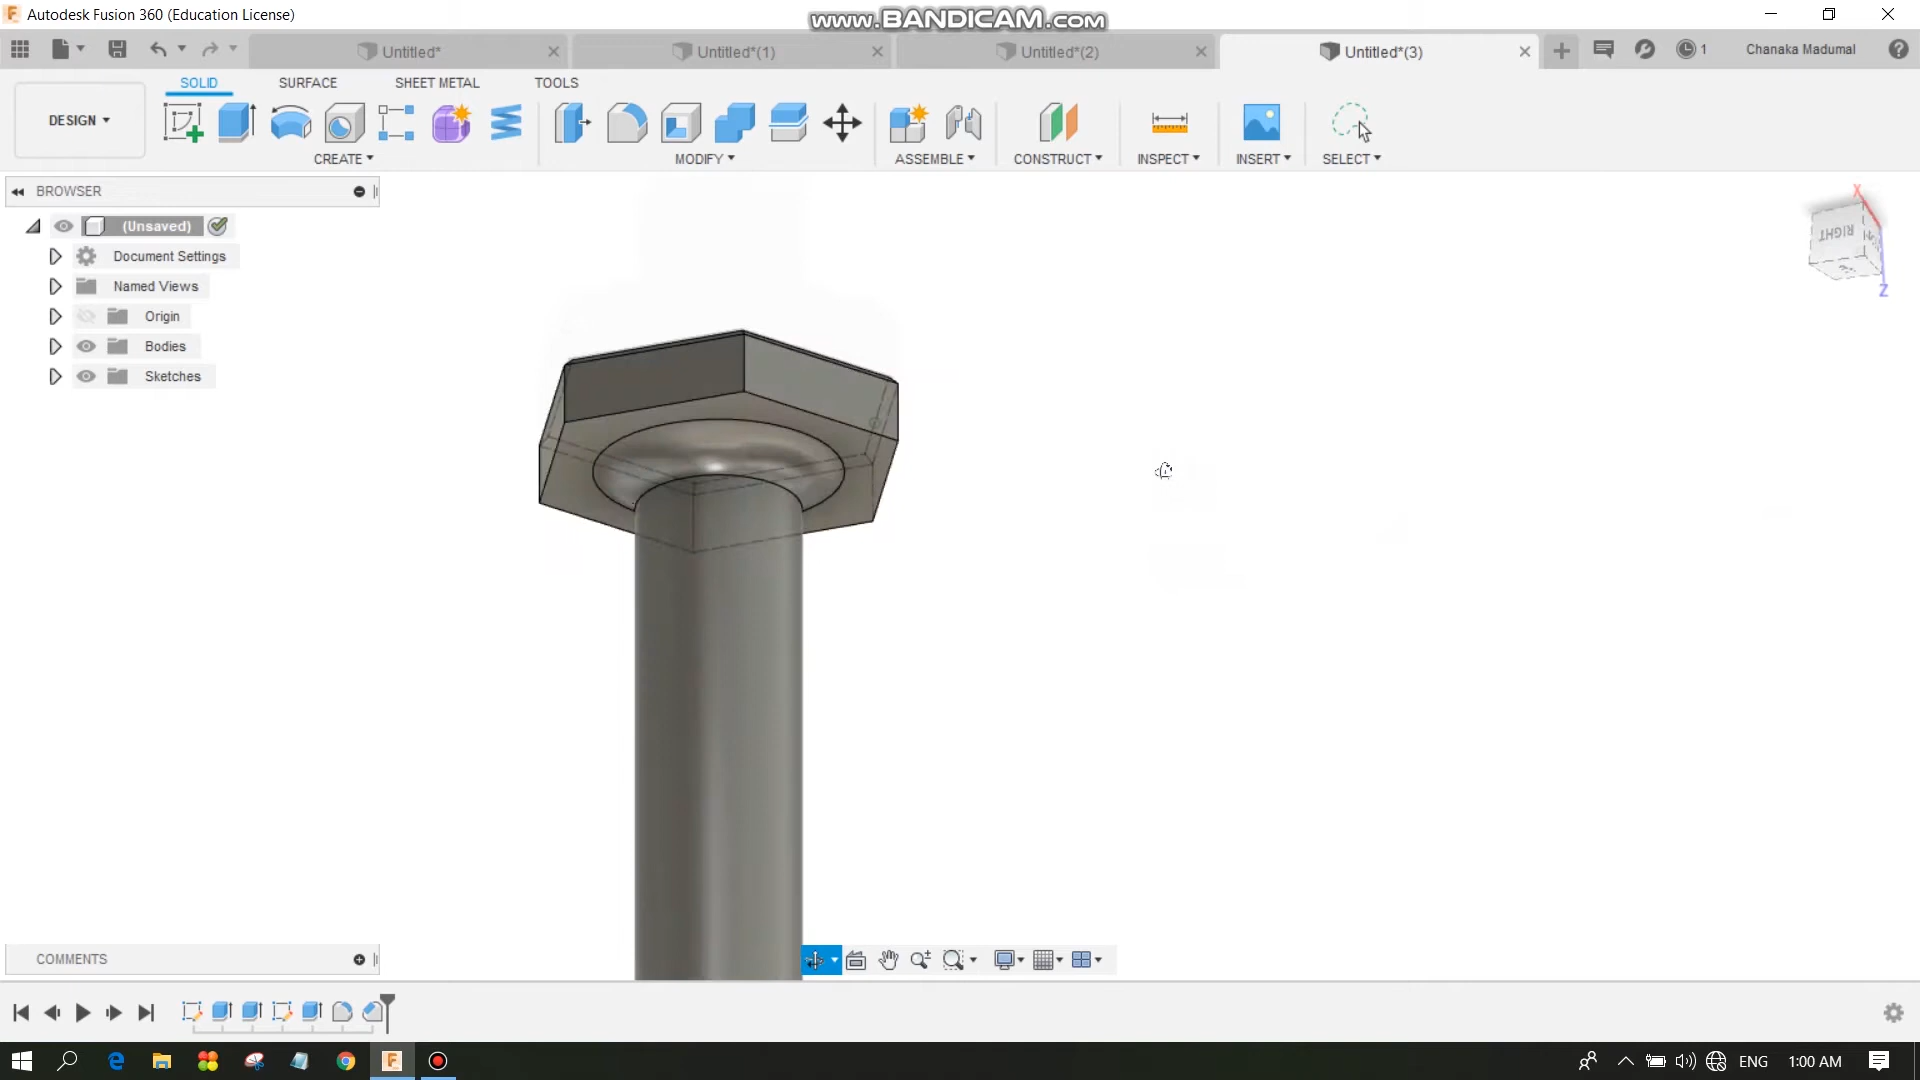 Autodesk Fusion 360 (Education License)
www.BANDICAM.com
Untitled*
Untitled*(1)
Untitled*(2)
Untitled*(3)
1
Chanaka Madumal
SOLID
SURFACE
SHEET METAL
TOOLS
DESIGN
CREATE
MODIFY
ASSEMBLE
CONSTRUCT
INSPECT
INSERT
SELECT
BROWSER
(Unsaved)
Document Settings
Named Views
Origin
Bodies
Sketches
X
RIGHT
Z
COMMENTS
ENG
1:00 AM